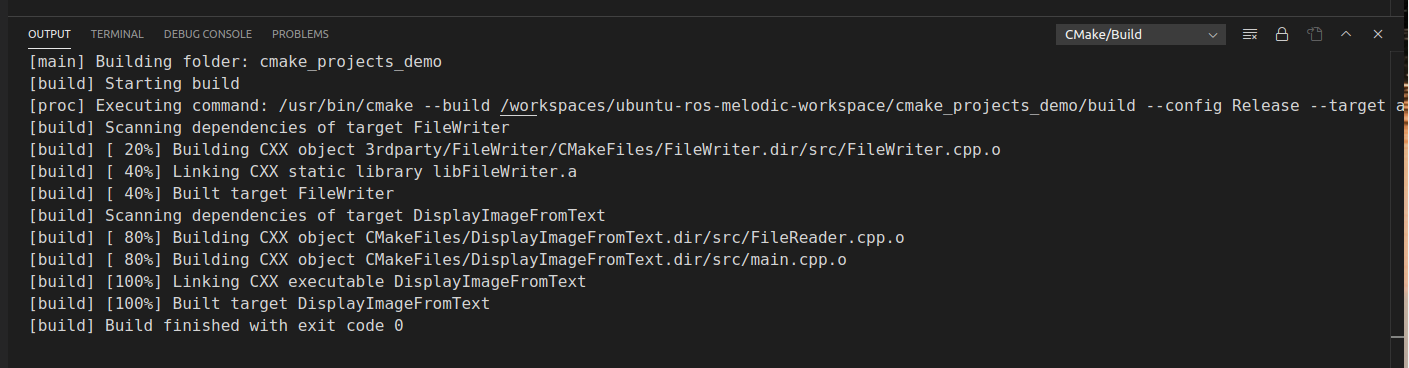 OUTPUT TERMINAL DEBUG CONSOLE PROBLEMS CMake/Build
[main] Building folder: cmake_projects_demo
[build] Starting build
[proc] Executing command: /usr/bin/cmake --build /workspaces/ubuntu-ros-melodic-workspace/cmake_projects_demo/build --config Release --target a
[build] Scanning dependencies of target FileWriter
[build] [ 20%] Building CXX object 3rdparty/FileWriter/CMakeFiles/FileWriter.dir/src/FileWriter.cpp.o
[build] [ 40%] Linking CXX static library libFileWriter.a
[build] [ 40%] Built target FileWriter
[build] Scanning dependencies of target DisplayImageFromText
[build] [ 80%] Building CXX object CMakeFiles/DisplayImageFromText.dir/src/FileReader.cpp.o
[build] [ 80%] Building CXX object CMakeFiles/DisplayImageFromText.dir/src/main.cpp.o
[build] [100%] Linking CXX executable DisplayImageFromText
[build] [100%] Built target DisplayImageFromText
[build] Build finished with exit code 0